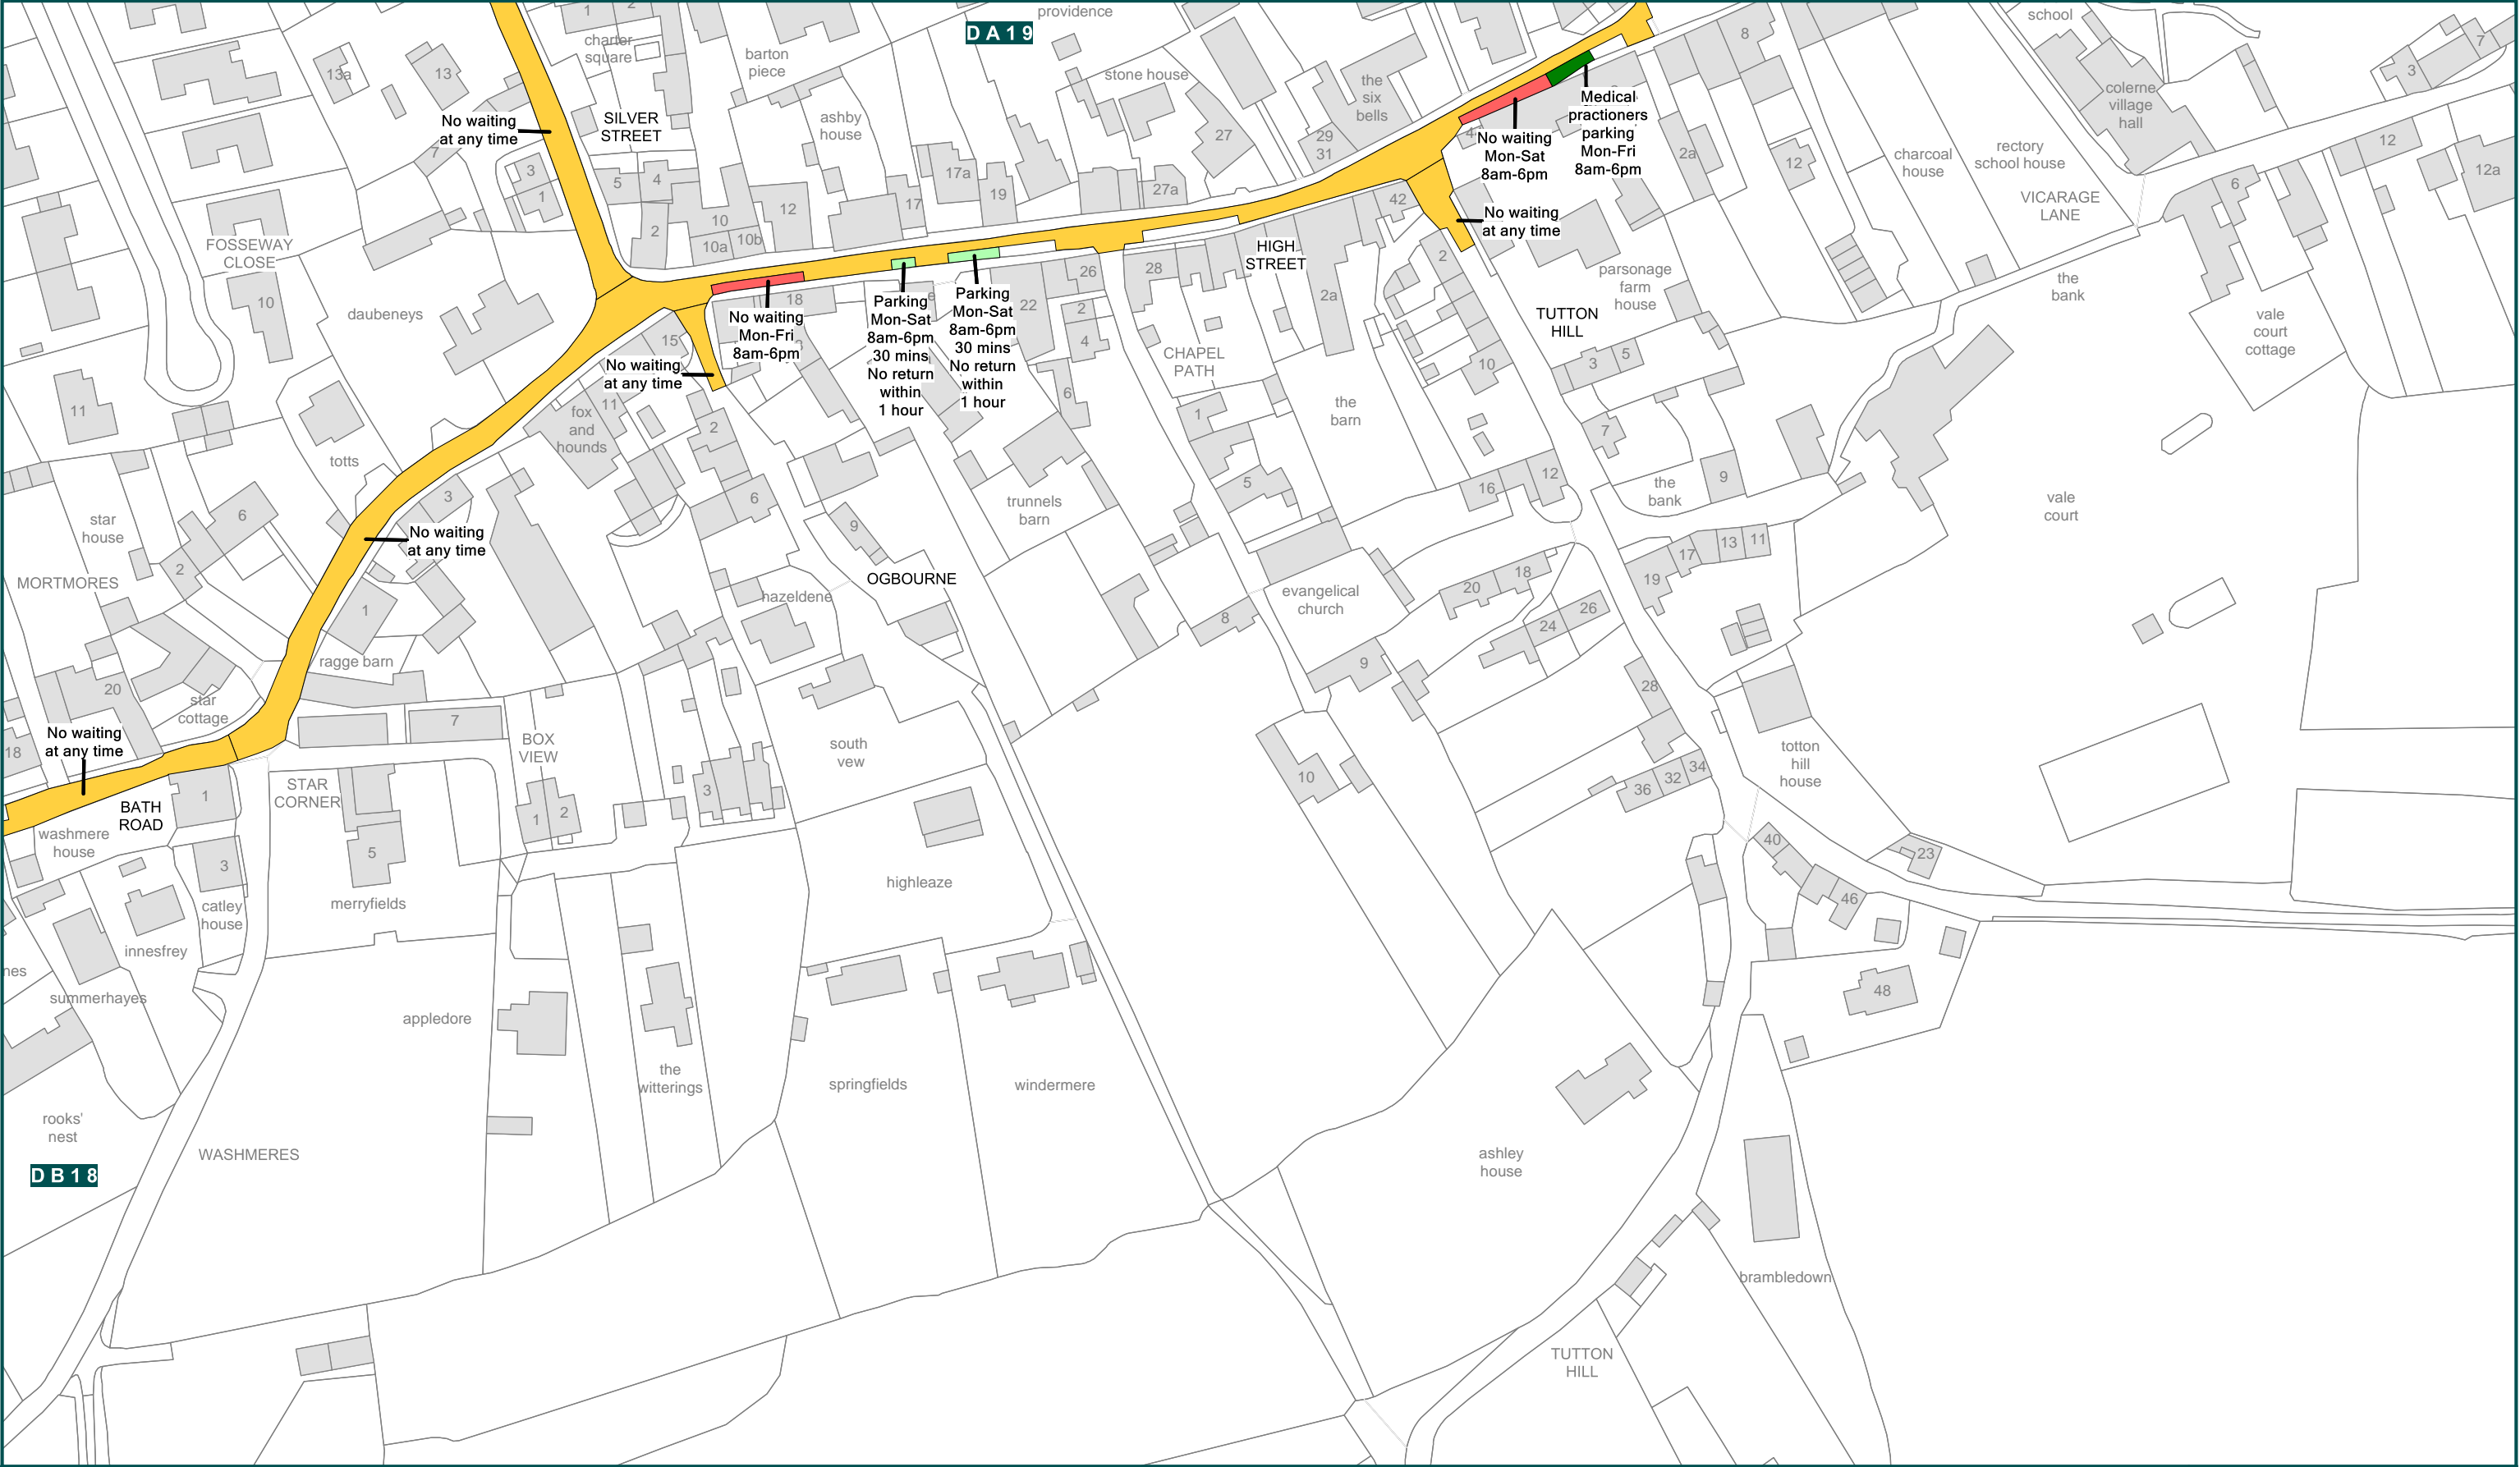 1
2
charter
square
providence
DA19
school
8
7
3
13a
13
barton
piece
stone house
the
six
bells
colerne
village
hall
No waiting
at any time
SILVER
STREET
ashby
house
27
29
31
4
Medical
practioners
parking
Mon-Fri
8am-6pm
No waiting
Mon-Sat
8am-6pm
2a
12
charcoal
house
rectory
school house
12
12a
7
3
1
5
4
17a
19
27a
17
12
10
10a
10b
2
42
No waiting
at any time
VICARAGE
LANE
6
FOSSEWAY
CLOSE
10
daubeneys
HIGH
STREET
28
26
2
2a
parsonage
farm
house
the
bank
vale
court
cottage
18
22
2
4
15
No waiting
Mon-Fri
8am-6pm
Parking
Mon-Sat
8am-6pm
30 mins
No return
within
1 hour
Parking
Mon-Sat
8am-6pm
30 mins
No return
within
1 hour
TUTTON
HILL
3
5
CHAPEL
PATH
10
No waiting
at any time
11
11
fox
and
hounds
2
6
1
the
barn
7
totts
3
6
9
5
16
12
the
bank
9
vale
court
star
house
6
2
trunnels
barn
No waiting
at any time
17
13
11
19
MORTMORES
1
OGBOURNE
hazeldene
evangelical
church
20
18
24
26
8
9
ragge barn
20
star
cottage
28
7
BOX
VIEW
south
vew
10
18
No waiting
at any time
totton
hill
house
34
32
36
BATH
ROAD
1
STAR
CORNER
3
1
2
washmere
house
5
3
40
23
46
highleaze
catley
house
merryfields
innesfrey
nes
summerhayes
appledore
48
the
witterings
springfields
windermere
rooks'
nest
WASHMERES
DB18
ashley
house
brambledown
TUTTON
HILL